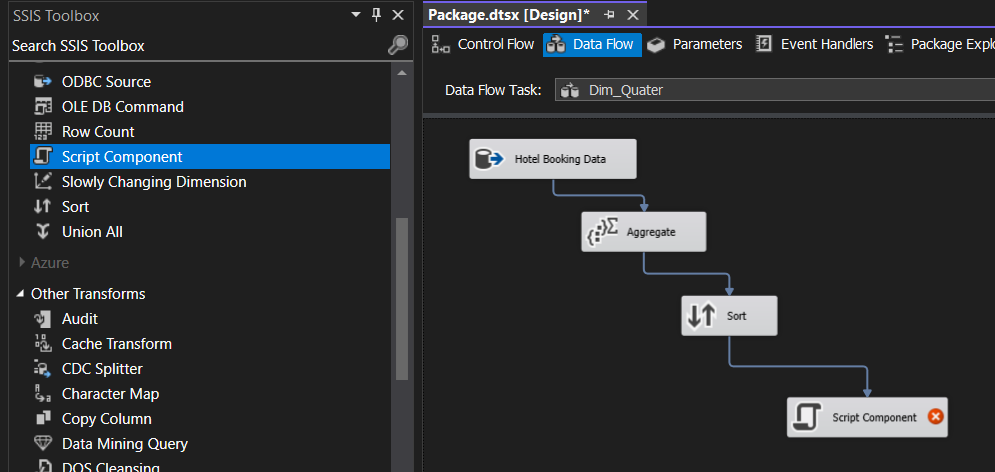 SSIS Toolbox
Search SSIS Toolbox
ODBC Source
OLE DB Command
Row Count
Script Component
Slowly Changing Dimension
Sort
Union All
Azure
Other Transforms
Audit
Cache Transform
CDC Splitter
Character Map
Copy Column
Data Mining Query
DQS Cleansing
Package.dtsx [Design]*
Control Flow
Data Flow
Parameters
Event Handlers
Package Explo
Data Flow Task:
Dim_Quater
Hotel Booking Data
Aggregate
Sort
Script Component